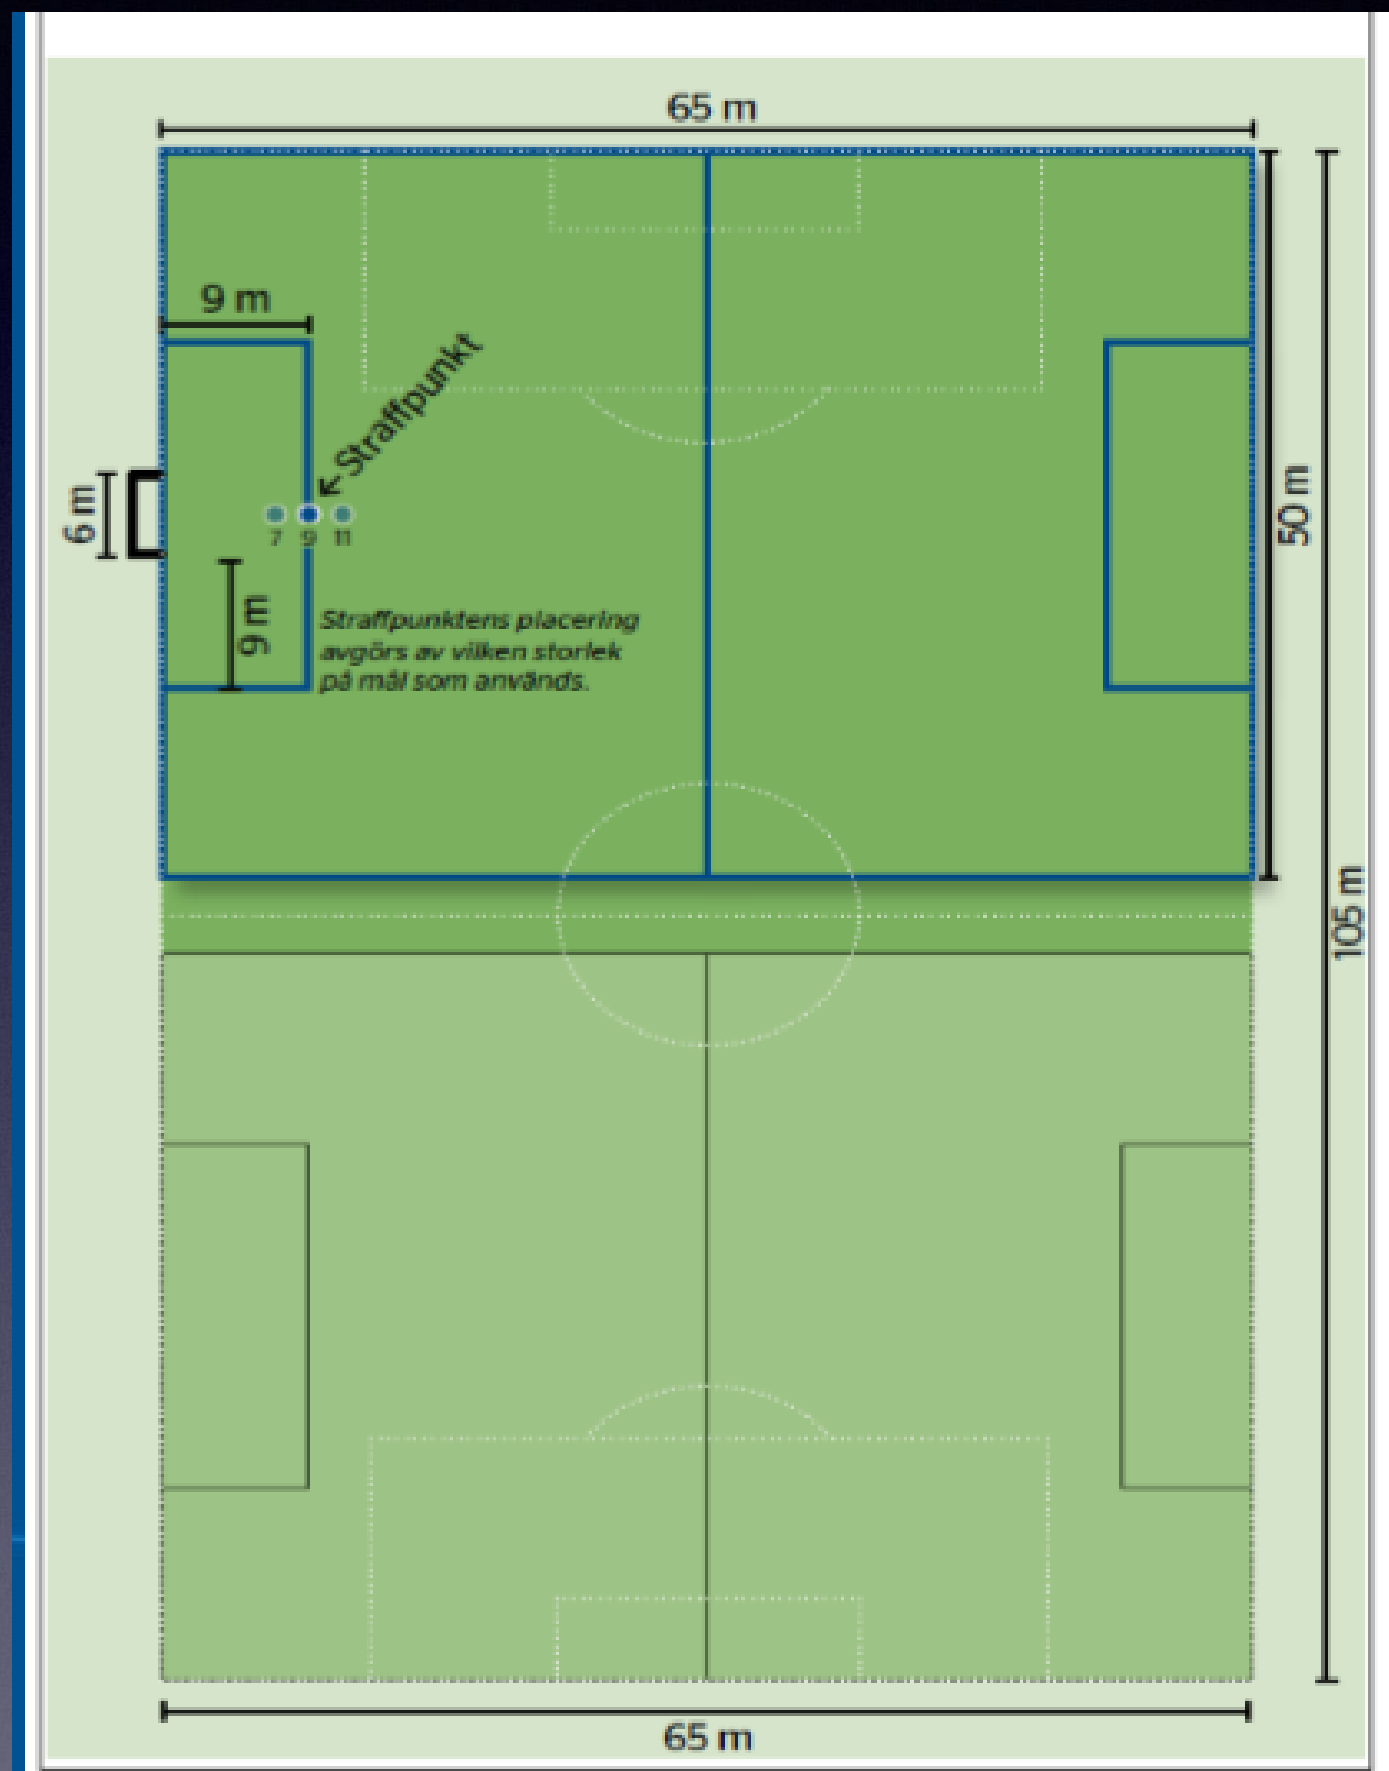 65 m
9 m
Straffpunkt
6 m
7 9 11
50 m
9 m
Straffpunktens placering
avgörs av vilken storlek
på mål som används.
105 m
65 m